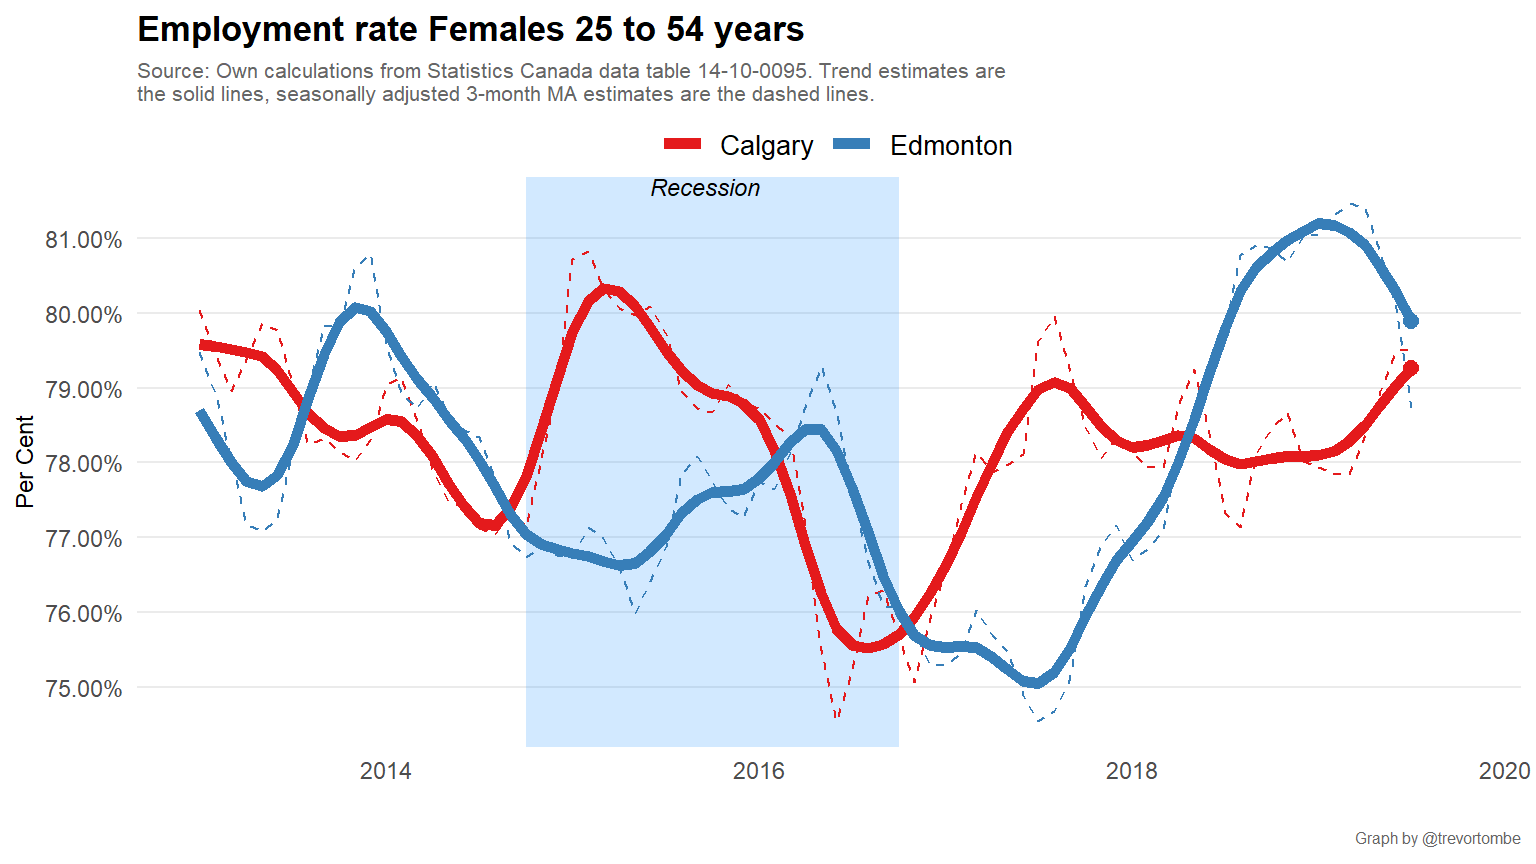 Employment rate Females 25 to 54 years
Source: Own calculations from Statistics Canada data table 14-10-0095. Trend estimates are
the solid lines, seasonally adjusted 3-month MA estimates are the dashed lines.
Calgary Edmonton
Recession
81.00%
80.00%
79.00%
78.00%
77.00%
76.00%
75.00%
Per Cent
2014 2016 2018 2020
Graph by @trevortombe